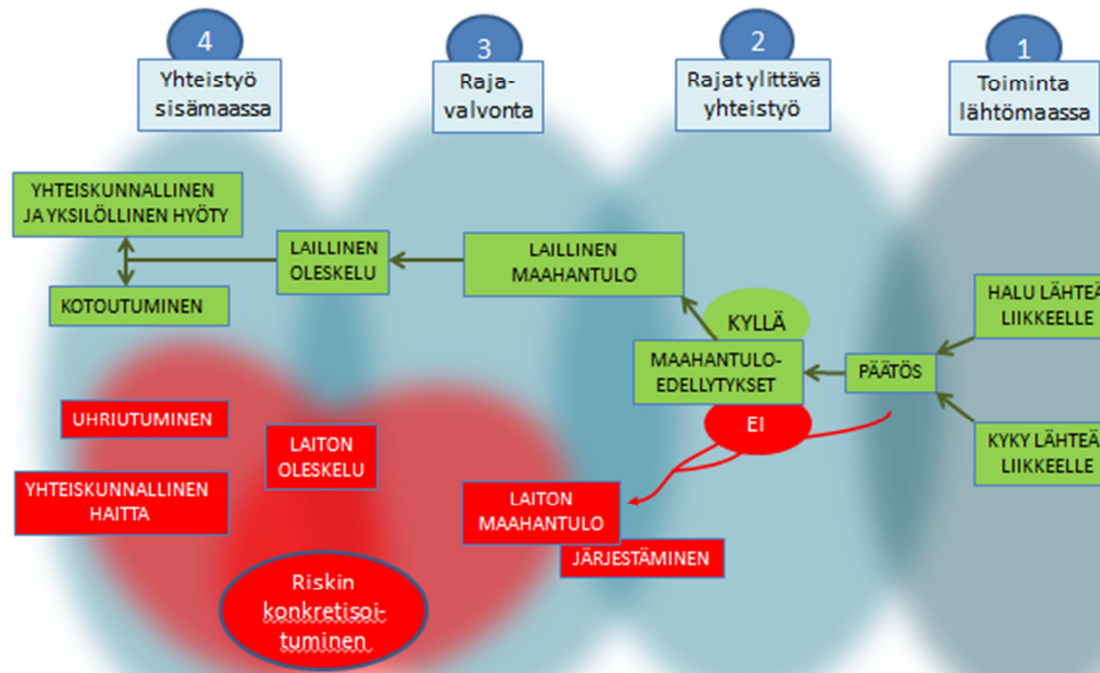 4
Yhteistyö
sisämaassa
3
Raja-
valvonta
2
Rajat ylittävä
yhteistyö
1
Toiminta
lähtömaassa
YHTEISKUNNALLINEN
JA YKSILÖLLINEN HYÖTY
KOTOUTUMINEN
LAILLINEN
OLESKELU
LAILLINEN
MAAHANTULO
KYLLÄ
MAAHANTULO-
EDELLYTYKSET
EI
PÄÄTÖS
HALU LÄHTEÄ
LIIKKEELLE
KYKY LÄHTEÄ
LIIKKEELLE
UHRIUTUMINEN
YHTEISKUNNALLINEN
HAITTA
LAITON
OLESKELU
LAITON
MAAHANTULO
JÄRJESTÄMINEN
Riskin
konkretisoi-
tuminen